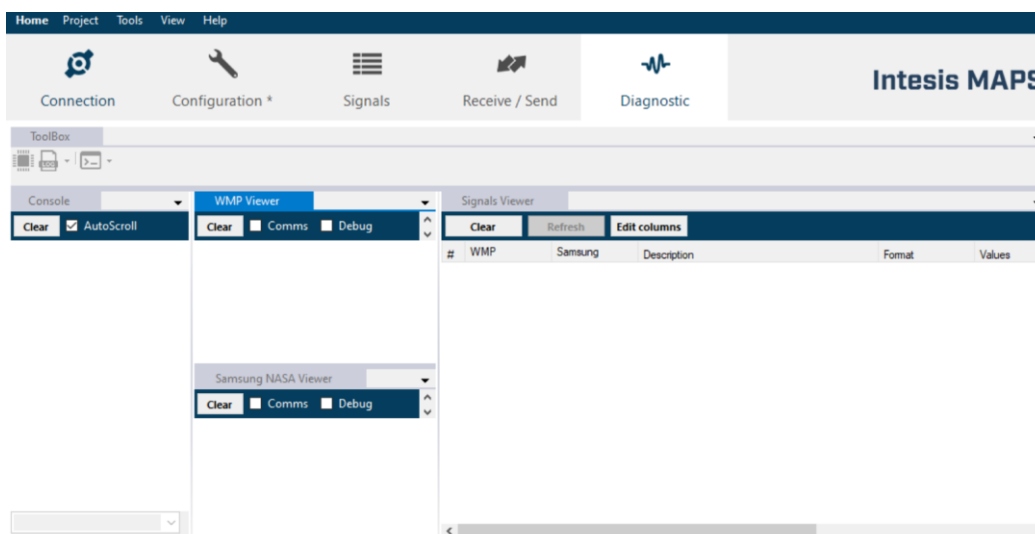 Home Project Tools View Help
Connection Configuration * Signals Receive / Send Diagnostic
Intesis MAPS
ToolBox
LOG
Console
Clear AutoScroll
WMP Viewer
Clear Comms Debug
Samsung NASA Viewer
Clear Comms Debug
Signals Viewer
Clear Refresh Edit columns
# WMP Samsung Description Format Values